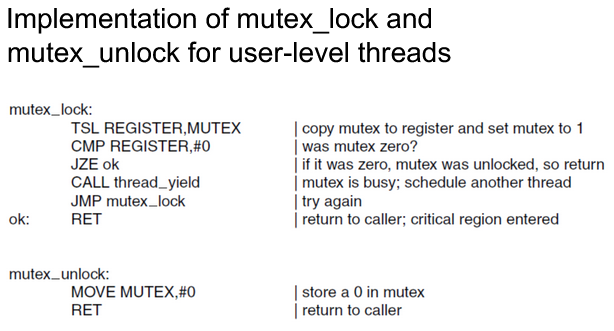 Implementation of mutex_lock and
mutex_unlock for user-level threads
mutex_lock:
TSL REGISTER,MUTEX | copy mutex to register and set mutex to 1
CMP REGISTER,#0 | was mutex zero?
JZE ok | if it was zero, mutex was unlocked, so return
CALL thread_yield | mutex is busy; schedule another thread
JMP mutex_lock | try again
ok: RET | return to caller; critical region entered
mutex_unlock:
MOVE MUTEX,#0 | store a 0 in mutex
RET | return to caller